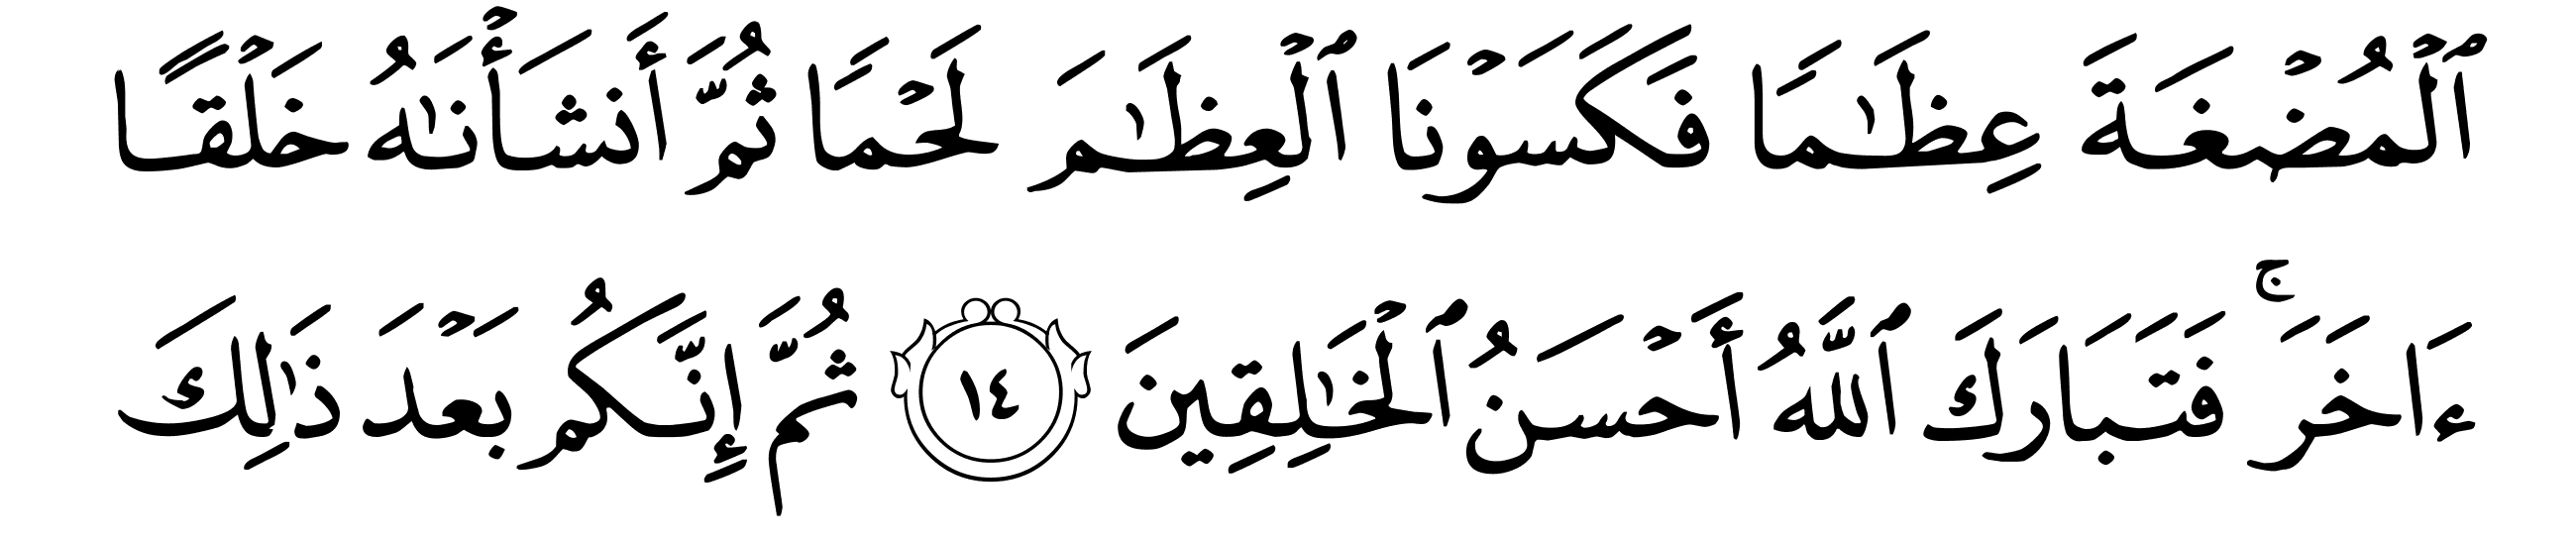 ٱلۡمُضۡغَةَ عِظَٰمٗا فَكَسَوۡنَا ٱلۡعِظَٰمَ لَحۡمٗا ثُمَّ أَنشَأۡنَٰهُ خَلۡقًا
ءَاخَرَۚ فَتَبَارَكَ ٱللَّهُ أَحۡسَنُ ٱلۡخَٰلِقِينَ ١٤ ثُمَّ إِنَّكُم بَعۡدَ ذَٰلِكَ